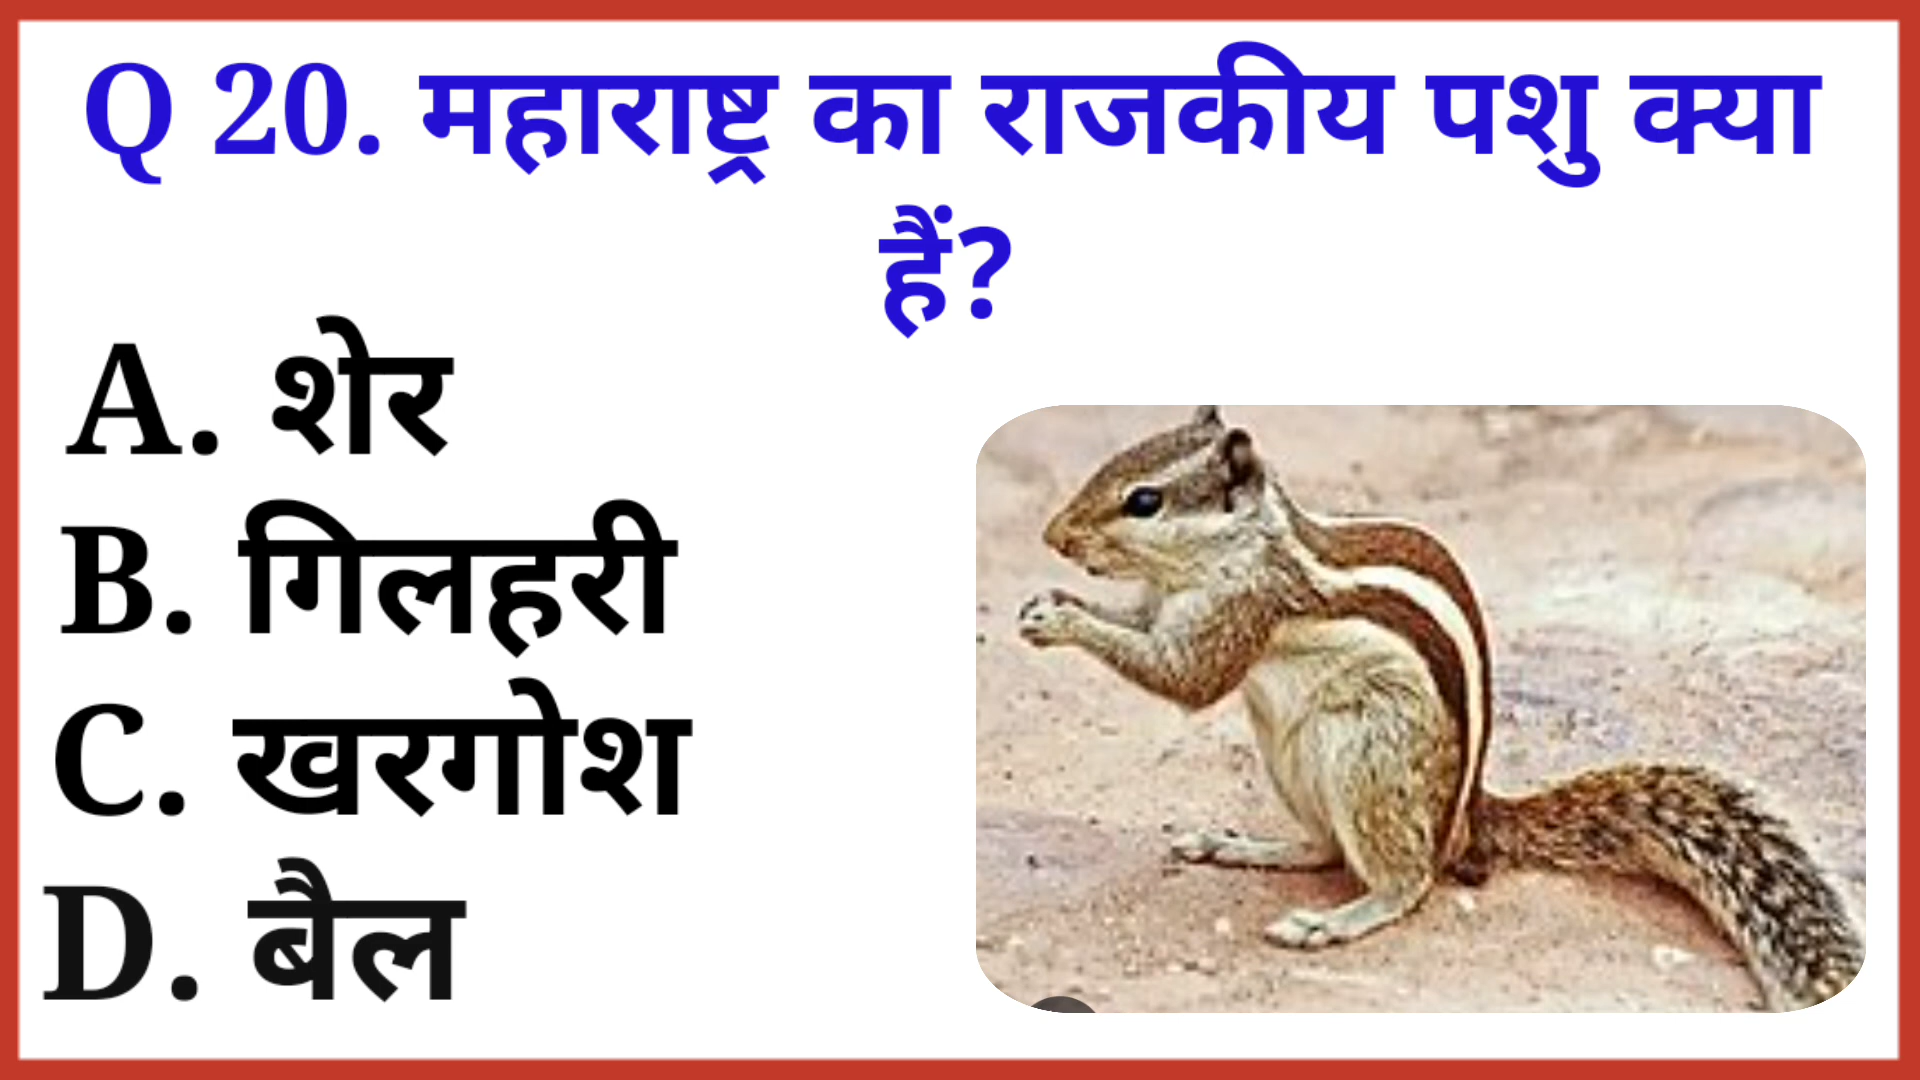 Q 20. महाराष्ट्र का राजकीय पशु क्या
हैं?
A. शेर
B. गिलहरी
C. खरगोश
D. बैल